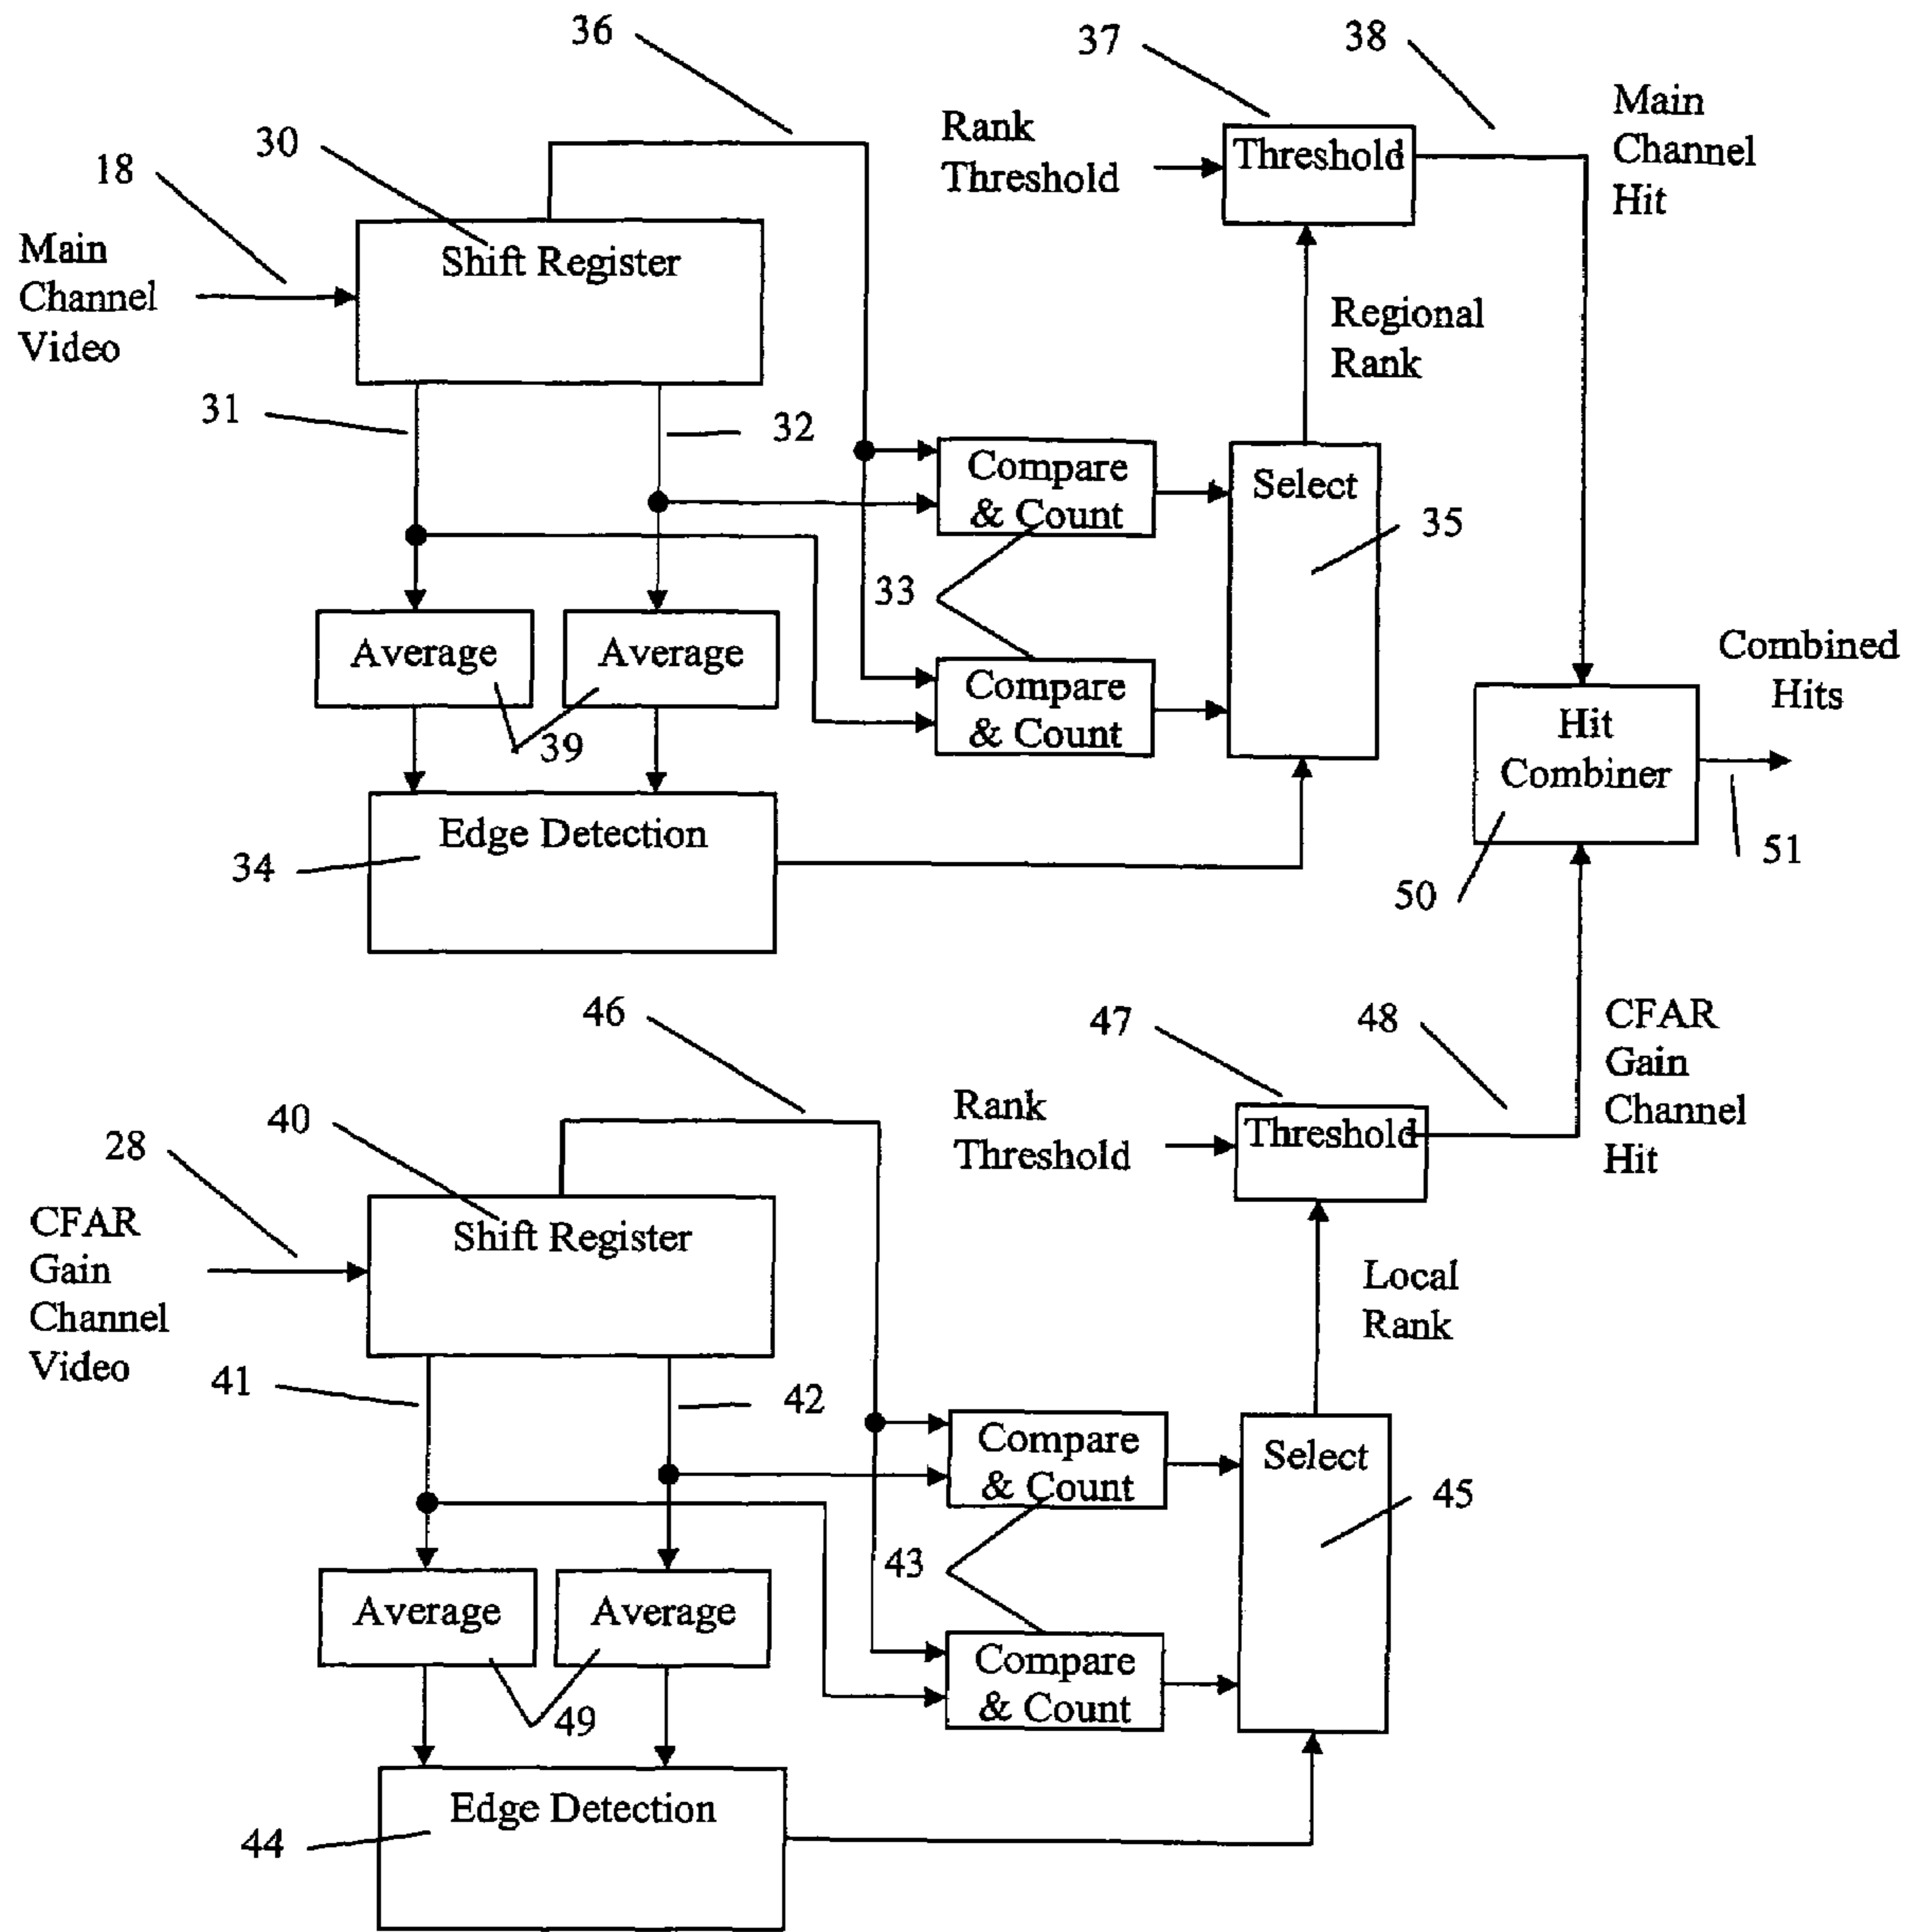 36
37
38
30
Rank
Threshold
Threshold
Main
Channel
Hit
18
Main
Channel
Video
Shift Register
Regional
Rank
31
32
Compare
& Count
Select
35
33
Average
Average
Compare
& Count
39
Combined
Hits
Hit
Combiner
Edge Detection
34
50
51
46
47
48
CFAR
Gain
Channel
Hit
40
Rank
Threshold
Threshold
28
CFAR
Gain
Channel
Video
Shift Register
Local
Rank
41
42
Compare
& Count
Select
45
43
Average
Average
Compare
& Count
49
Edge Detection
44